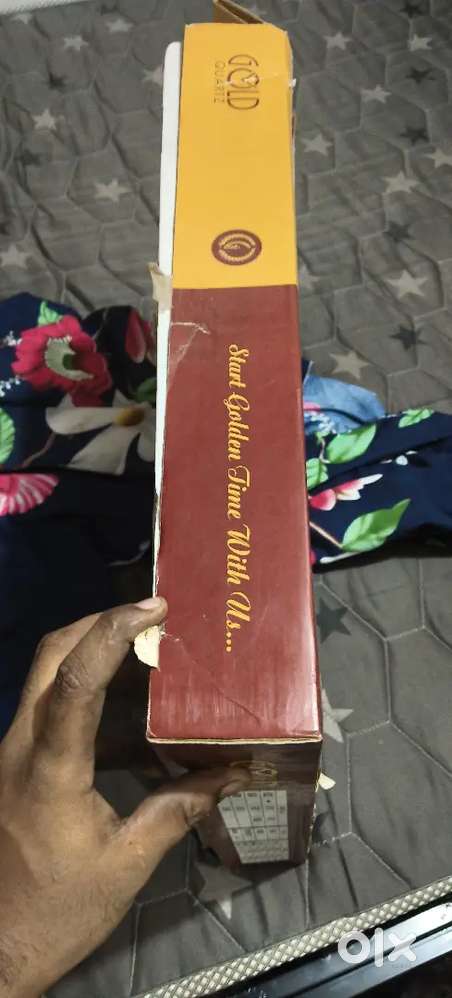 GOLD
QUARTZ
Start Golden Time With Us...
olx